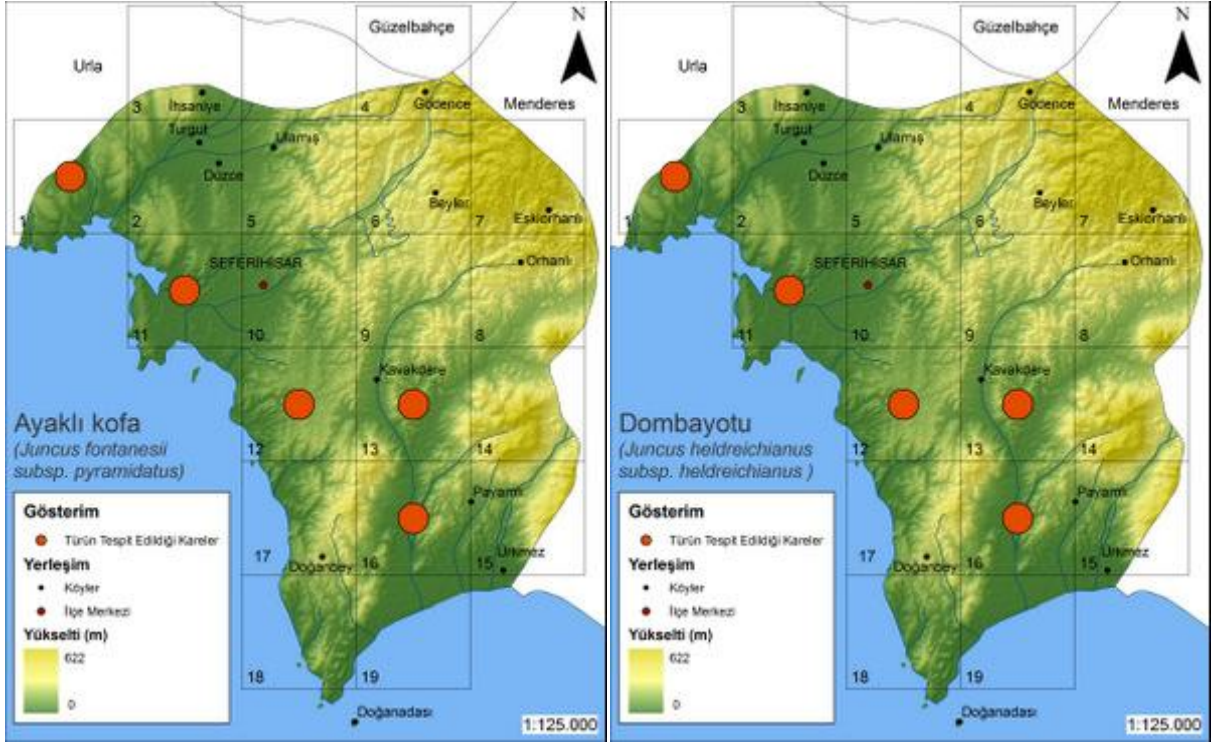 Güzelbahçe
N
Urla
İhsaniye
3
4
Gödence
Menderes
Turgut
Ulamış
Düzce
Beyler
1
2
5
6
7
Eskiorhanlı
SEFERİHİSAR
Orhanlı
11
10
9
8
Kavakdere
Ayaklı kofa
(Juncus fontanesii
subsp. pyramidatus)
12
13
14
Gösterim
Türün Tespit Edildiği Kareler
Yerleşim
Köyler
İlçe Merkezi
Yükselti (m)
622
0
Payamlı
17
Doğanbey
16
15
Ürkmez
18
19
Doğanadası
1:125.000
Güzelbahçe
N
Urla
İhsaniye
3
4
Gödence
Menderes
Turgut
Ulamış
Düzce
Beyler
1
2
5
6
7
Eskiorhanlı
SEFERİHİSAR
Orhanlı
11
10
9
8
Kavakdere
Dombayotu
(Juncus heldreichianus
subsp. heldreichianus )
12
13
14
Gösterim
Türün Tespit Edildiği Kareler
Yerleşim
Köyler
İlçe Merkezi
Yükselti (m)
622
0
Payamlı
17
Doğanbey
16
15
Ürkmez
18
19
Doğanadası
1:125.000